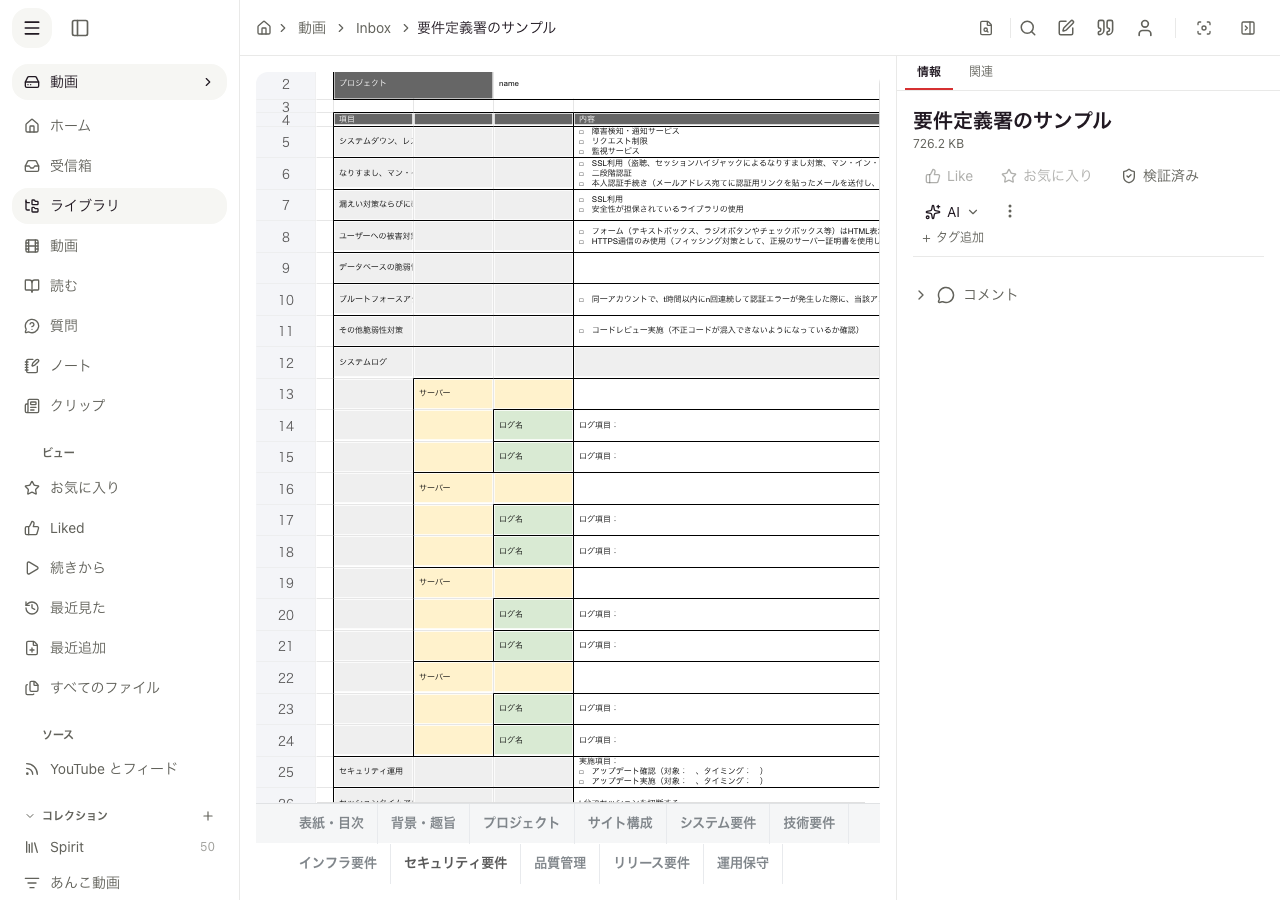 動画 Inbox 要件定義署のサンプル
動画
ホーム
受信箱
ライブラリ
動画
読む
質問
ノート
クリップ
ビュー
お気に入り
Liked
続きから
最近見た
最近追加
すべてのファイル
ソース
YouTube とフィード
コレクション
Spirit 50
あんこ動画
2 プロジェクト name
3
4 項目 内容
5 システムダウン、レ
障害検知・通知サービス
リクエスト制限
監視サービス
6 なりすまし、マン・
SSL利用（盗聴、セッションハイジャックによるなりすまし対策、マン・イン・
二段階認証
本人認証手続き（メールアドレス宛てに認証用リンクを貼ったメールを送付し、
7 漏えい対策ならびに
SSL利用
安全性が担保されているライブラリの使用
8 ユーザーへの被害対
フォーム（テキストボックス、ラジオボタンやチェックボックス等）はHTML表
HTTPS通信のみ使用（フィッシング対策として、正規のサーバー証明書を使用し
9 データベースの脆弱
10 ブルートフォースア
同一アカウントで、t時間以内にn回連続して認証エラーが発生した際に、当該ア
11 その他脆弱性対策
コードレビュー実施（不正コードが混入できないようになっているか確認）
12 システムログ
13 サーバー
14 ログ名 ログ項目：
15 ログ名 ログ項目：
16 サーバー
17 ログ名 ログ項目：
18 ログ名 ログ項目：
19 サーバー
20 ログ名 ログ項目：
21 ログ名 ログ項目：
22 サーバー
23 ログ名 ログ項目：
24 ログ名 ログ項目：
25 セキュリティ運用
実施項目：
アップデート確認（対象： 、タイミング： ）
アップデート実施（対象： 、タイミング： ）
表紙・目次 背景・趣旨 プロジェクト サイト構成 システム要件 技術要件
インフラ要件 セキュリティ要件 品質管理 リリース要件 運用保守
情報 関連
要件定義署のサンプル
726.2 KB
Like お気に入り 検証済み
AI
+ タグ追加
コメント